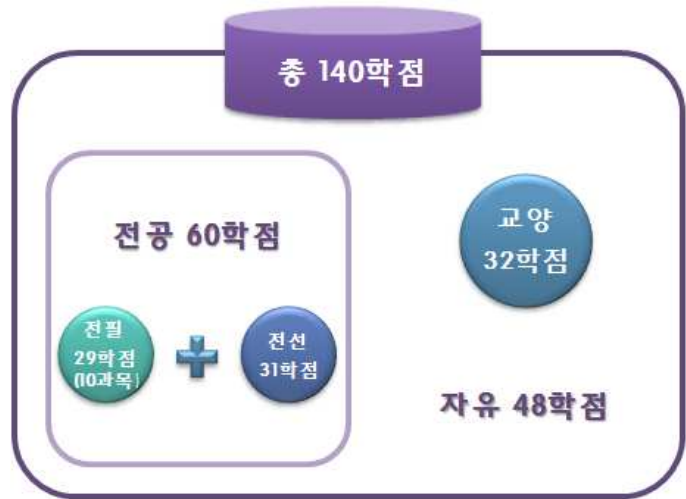 총 140학점
전공 60학점
전필
29학점
(10과목)
전선
31학점
교양
32학점
자유 48학점